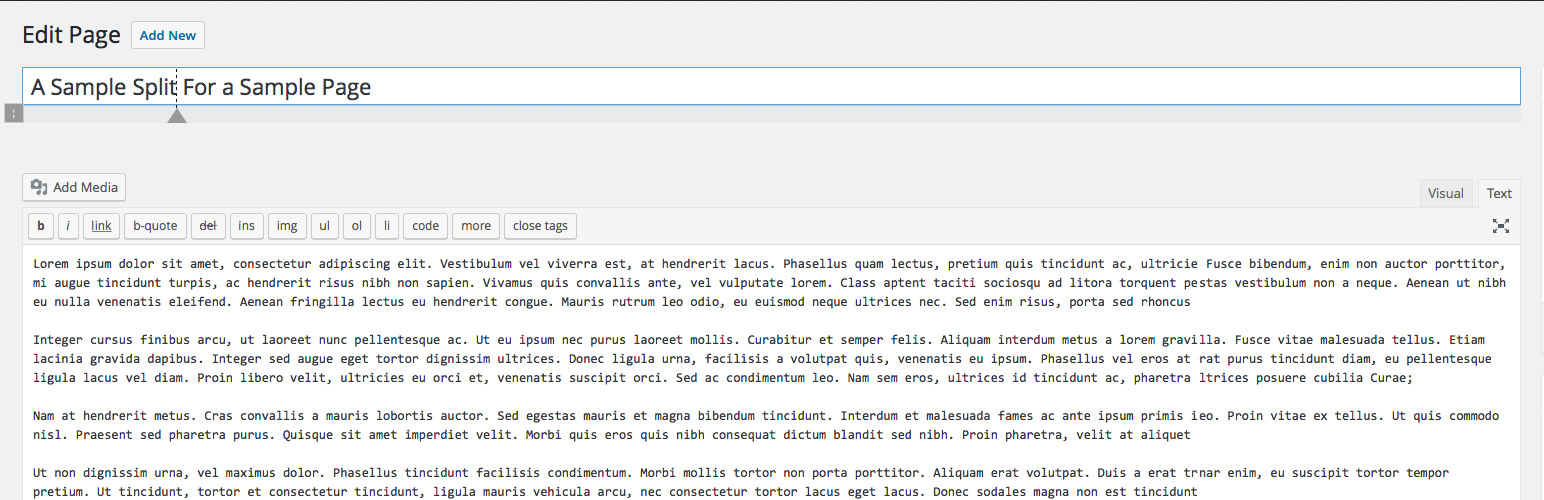 Edit Page Add New
A Sample Split For a Sample Page
Add Media
Visual Text
b i link b-quote del ins img ul ol li code more close tags
Lorem ipsum dolor sit amet, consectetur adipiscing elit. Vestibulum vel viverra est, at hendrerit lacus. Phasellus quam lectus, pretium quis tincidunt ac, ultricie Fusce bibendum, enim non auctor porttitor,
mi augue tincidunt turpis, ac hendrerit risus nibh non sapien. Vivamus quis convallis ante, vel vulputate lorem. Class aptent taciti sociosqu ad litora torquent pestas vestibulum non a neque. Aenean ut nibh
eu nulla venenatis eleifend. Aenean fringilla lectus eu hendrerit congue. Mauris rutrum leo odio, eu euismod neque ultrices nec. Sed enim risus, porta sed rhoncus
Integer cursus finibus arcu, ut laoreet nunc pellentesque ac. Ut eu ipsum nec purus laoreet mollis. Curabitur et semper felis. Aliquam interdum metus a lorem gravilla. Fusce vitae malesuada tellus. Etiam
lacinia gravida dapibus. Integer sed augue eget tortor dignissim ultrices. Donec ligula urna, facilisis a volutpat quis, venenatis eu ipsum. Phasellus vel eros at rat purus tincidunt diam, eu pellentesque
ligula lacus vel diam. Proin libero velit, ultricies eu orci et, venenatis suscipit orci. Sed ac condimentum leo. Nam sem eros, ultrices id tincidunt ac, pharetra ltrices posuere cubilia Curae;
Nam at hendrerit metus. Cras convallis a mauris lobortis auctor. Sed egestas mauris et magna bibendum tincidunt. Interdum et malesuada fames ac ante ipsum primis ieo. Proin vitae ex tellus. Ut quis commodo
nisl. Praesent sed pharetra purus. Quisque sit amet imperdiet velit. Morbi quis eros quis nibh consequat dictum blandit sed nibh. Proin pharetra, velit at aliquet
Ut non dignissim urna, vel maximus dolor. Phasellus tincidunt facilisis condimentum. Morbi mollis tortor non porta porttitor. Aliquam erat volutpat. Duis a erat trnar enim, eu suscipit tortor tempor
pretium. Ut tincidunt, tortor et consectetur tincidunt, ligula mauris vehicula arcu, nec consectetur tortor lacus eget lacus. Donec sodales magna non est tincidunt